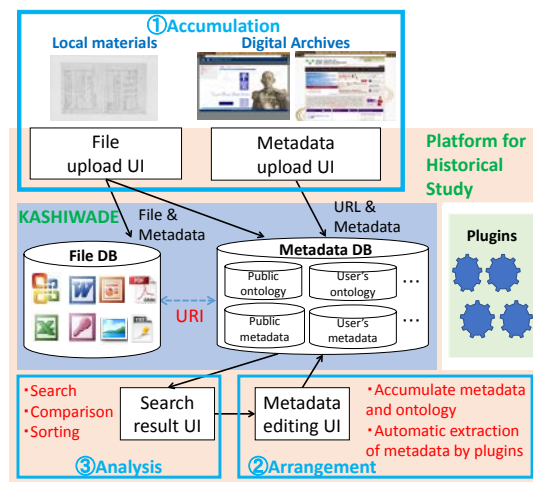 ①Accumulation
Local materials
Digital Archives
File
upload UI
Metadata
upload UI
Platform for
Historical
Study
KASHIWADE
File &
Metadata
URL &
Metadata
File DB
Metadata DB
Public
ontology
User's
ontology
...
Public
metadata
User's
metadata
...
URI
Plugins
・Search
・Comparison
・Sorting
Search
result UI
Metadata
editing UI
・Accumulate metadata
and ontology
・Automatic extraction
of metadata by plugins
③Analysis
②Arrangement